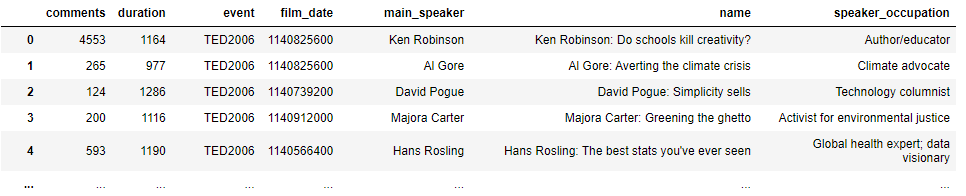 comments duration event film_date main_speaker name speaker_occupation
0 4553 1164 TED2006 1140825600 Ken Robinson Ken Robinson: Do schools kill creativity? Author/educator
1 265 977 TED2006 1140825600 Al Gore Al Gore: Averting the climate crisis Climate advocate
2 124 1286 TED2006 1140739200 David Pogue David Pogue: Simplicity sells Technology columnist
3 200 1116 TED2006 1140912000 Majora Carter Majora Carter: Greening the ghetto Activist for environmental justice
4 593 1190 TED2006 1140566400 Hans Rosling Hans Rosling: The best stats you've ever seen Global health expert; data
visionary
... ... ... ... ... ... ... ...